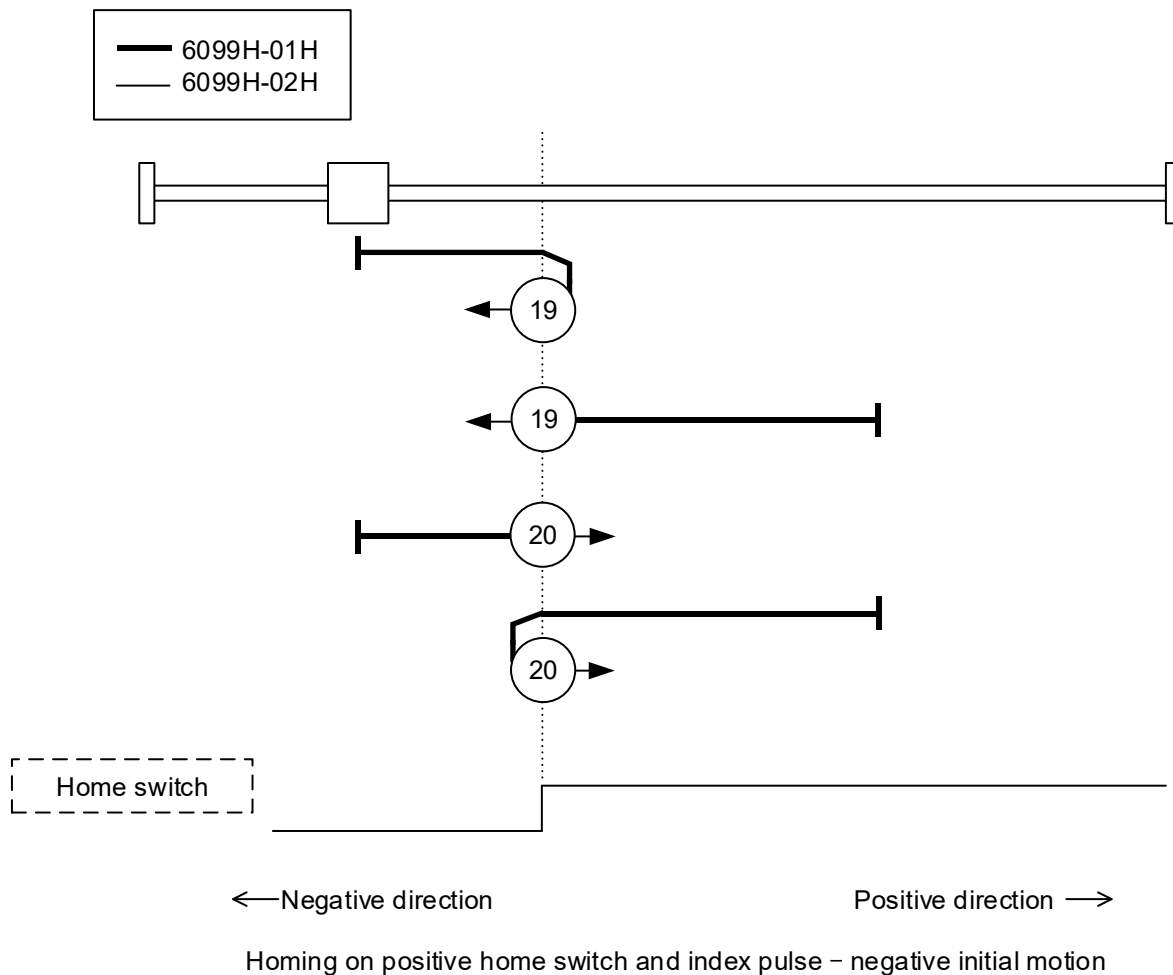 6099H-01H
6099H-02H
19
19
20
20
Home switch
Negative direction
Positive direction
Homing on positive home switch and index pulse − negative initial motion